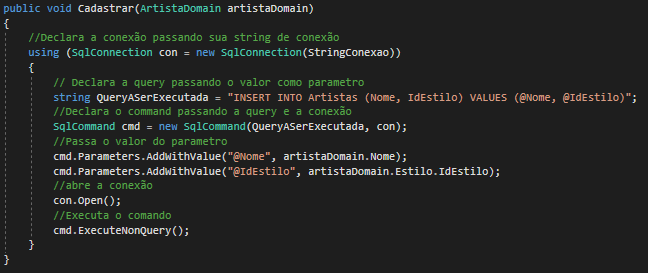 public void Cadastrar(ArtistaDomain artistaDomain)
{
//Declara a conexão passando sua string de conexão
using (SqlConnection con = new SqlConnection(StringConexao))
{
// Declara a query passando o valor como parametro
string QueryASerExecutada = "INSERT INTO Artistas (Nome, IdEstilo) VALUES (@Nome, @IdEstilo)";
//Declara o command passando a query e a conexão
SqlCommand cmd = new SqlCommand(QueryASerExecutada, con);
//Passa o valor do parametro
cmd.Parameters.AddWithValue("@Nome", artistaDomain.Nome);
cmd.Parameters.AddWithValue("@IdEstilo", artistaDomain.Estilo.IdEstilo);
//abre a conexão
con.Open();
//Executa o comando
cmd.ExecuteNonQuery();
}
}